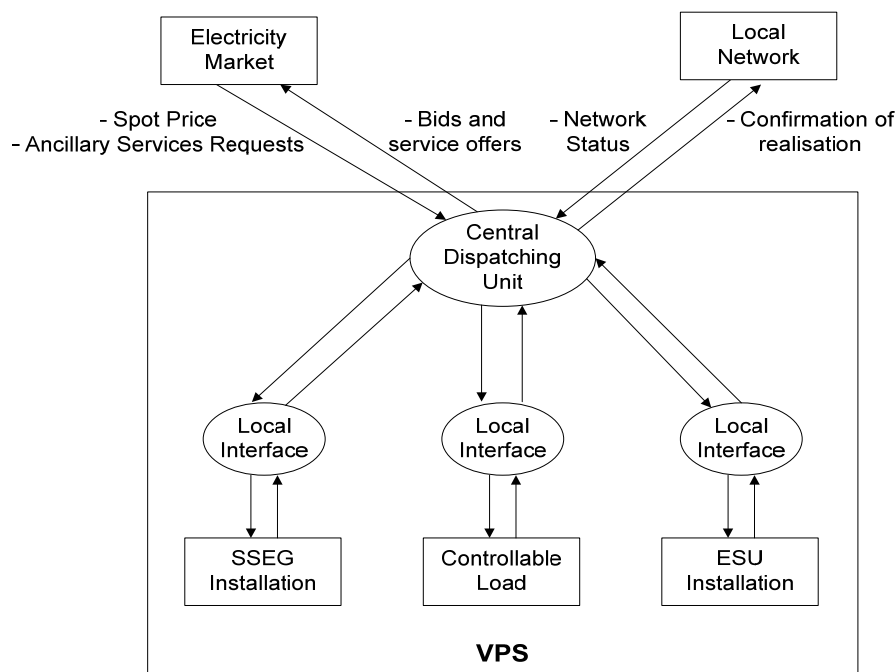 Electricity
Market
Local
Network
- Spot Price
- Ancillary Services Requests
- Bids and
service offers
- Network
Status
- Confirmation of
realisation
Central
Dispatching
Unit
Local
Interface
Local
Interface
Local
Interface
SSEG
Installation
Controllable
Load
ESU
Installation
VPS